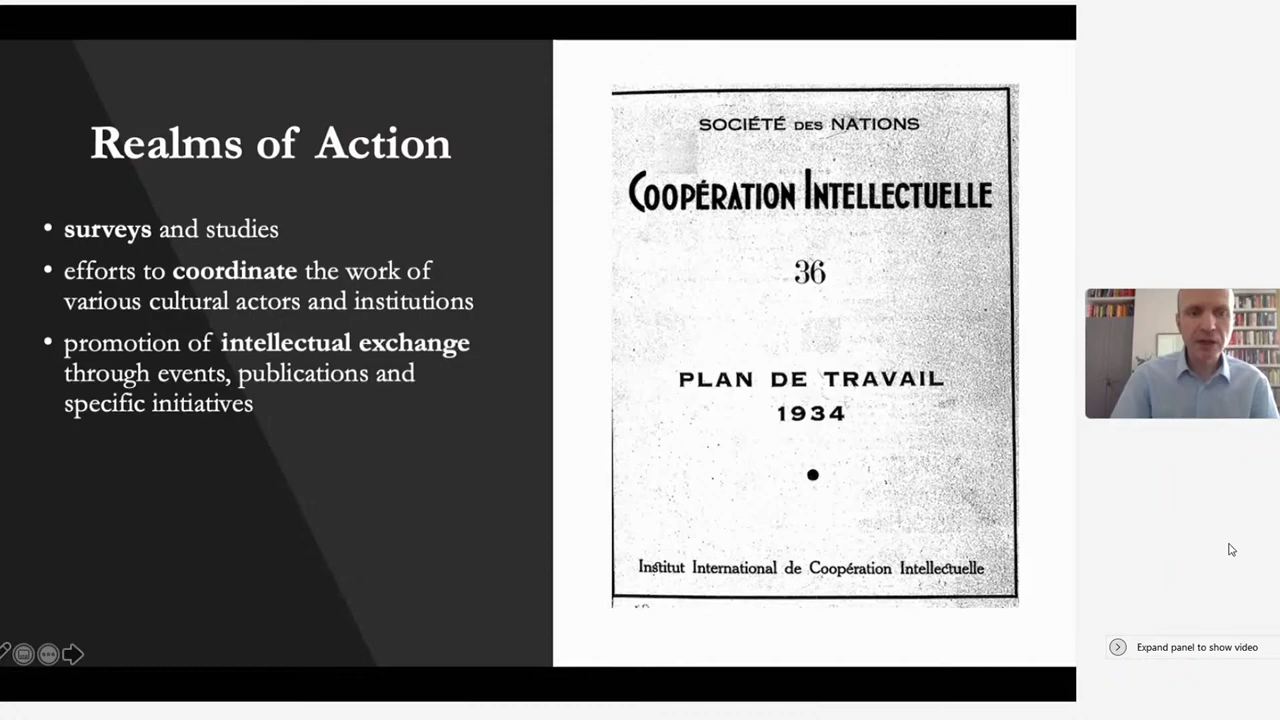 Realms of Action
• surveys and studies
• efforts to coordinate the work of
various cultural actors and institutions
• promotion of intellectual exchange
through events, publications and
specific initiatives
SOCIÉTÉ DES NATIONS
COOPÉRATION INTELLECTUELLE
36
PLAN DE TRAVAIL
1934
Institut International de Coopération Intellectuelle
Expand panel to show video